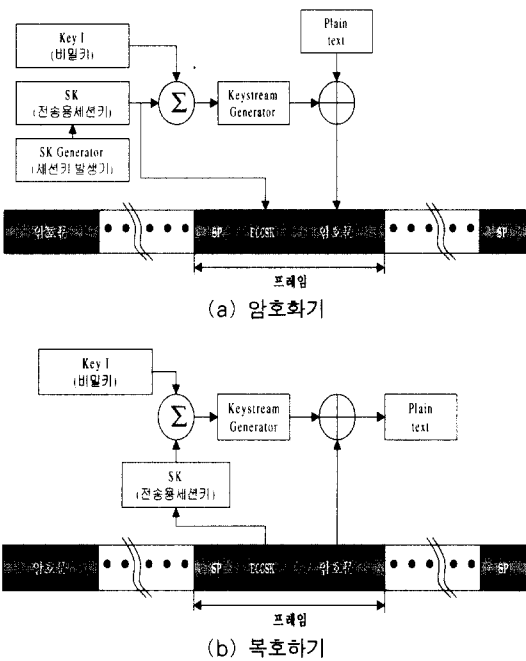 Key I
(비밀키)
Plain
text
SK
(전송용세션키)
Σ
Keystream
Generator
SK Generator
(세션키 발생기)
암호문 SP ECCSK 암호문 SP
프레임
(a) 암호화기
Key I
(비밀키)
Σ
Keystream
Generator
Plain
text
SK
(전송용세션키)
암호문 SP ECCSK 암호문 SP
프레임
(b) 복호하기